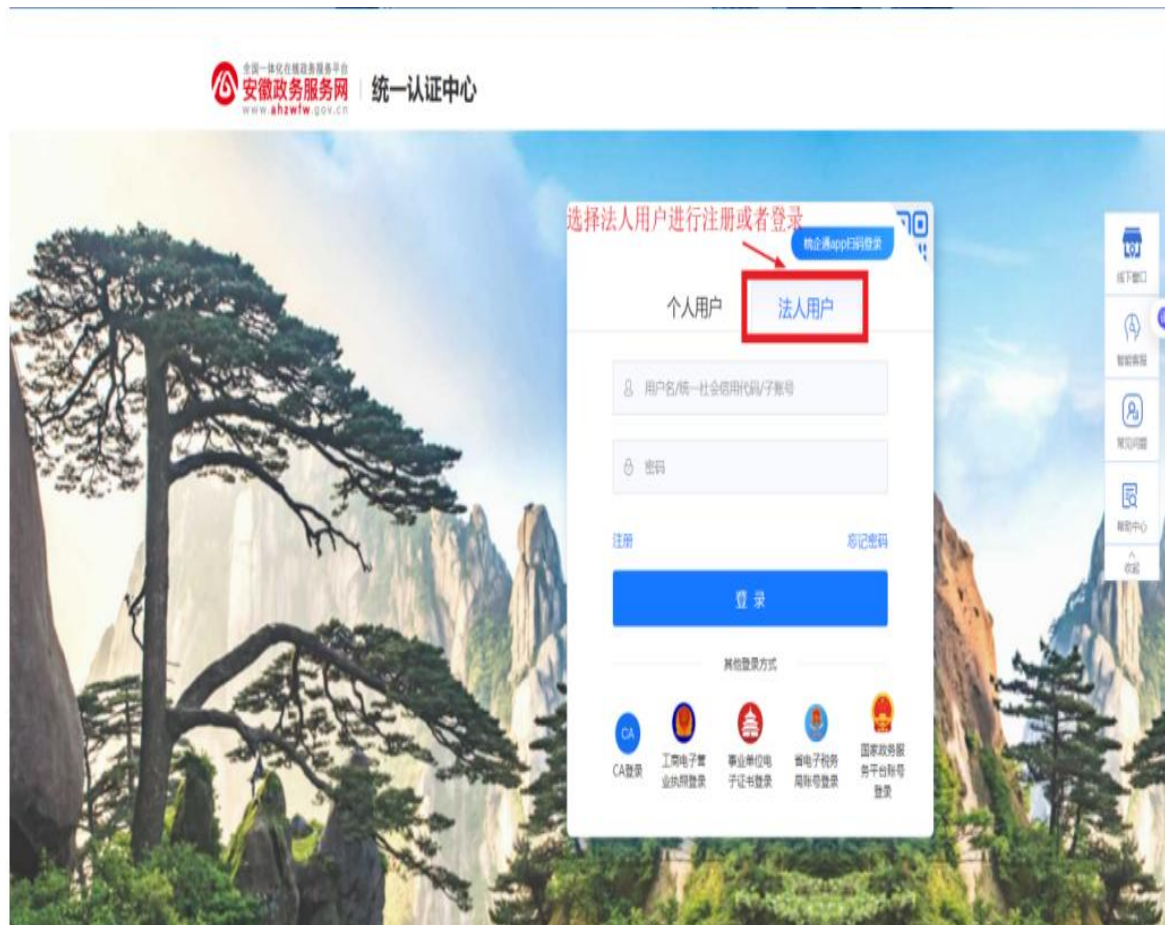 全国一体化在线政务服务平台
安徽政务服务网
www.ahzwfw.gov.cn
统一认证中心
选择法人用户进行注册或者登录
皖企通app扫码登录
个人用户
法人用户
用户名/统一社会信用代码/子账号
密码
注册
忘记密码
登 录
其他登录方式
CA
CA登录
工商电子营
业执照登录
事业单位电
子证书登录
省电子税务
局账号登录
国家政务服
务平台账号
登录
线下窗口
智能客服
常见问题
帮助中心
收起